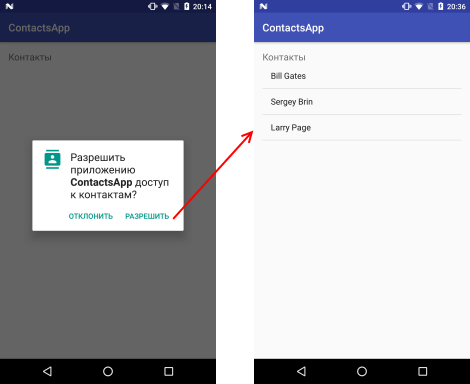 20:14
ContactsApp
Контакты
Разрешить
приложению
ContactsApp доступ
к контактам?
ОТКЛОНИТЬ РАЗРЕШИТЬ
20:36
ContactsApp
Контакты
Bill Gates
Sergey Brin
Larry Page